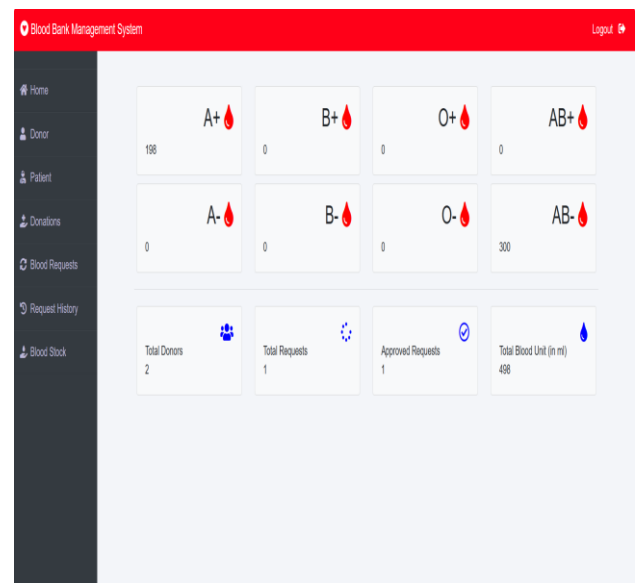 Blood Bank Management System
Logout
Home
Donor
Patient
Donations
Blood Requests
Request History
Blood Stock
A+
198
B+
0
O+
0
AB+
0
A-
0
B-
0
O-
0
AB-
300
Total Donors
2
Total Requests
1
Approved Requests
1
Total Blood Unit (in ml)
498